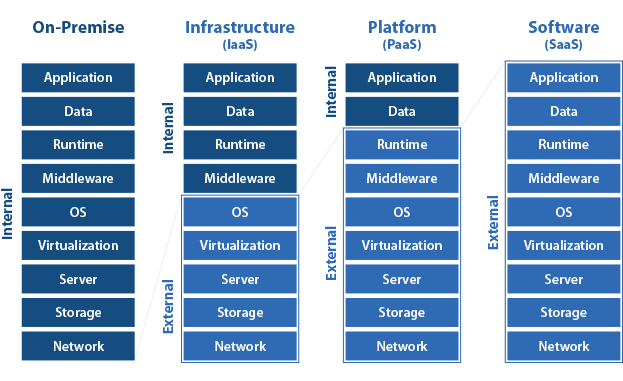 On-Premise
Internal
Application
Data
Runtime
Middleware
OS
Virtualization
Server
Storage
Network
Infrastructure
(IaaS)
Internal
Application
Data
Runtime
Middleware
External
OS
Virtualization
Server
Storage
Network
Platform
(PaaS)
Internal
Application
Data
External
Runtime
Middleware
OS
Virtualization
Server
Storage
Network
Software
(SaaS)
External
Application
Data
Runtime
Middleware
OS
Virtualization
Server
Storage
Network